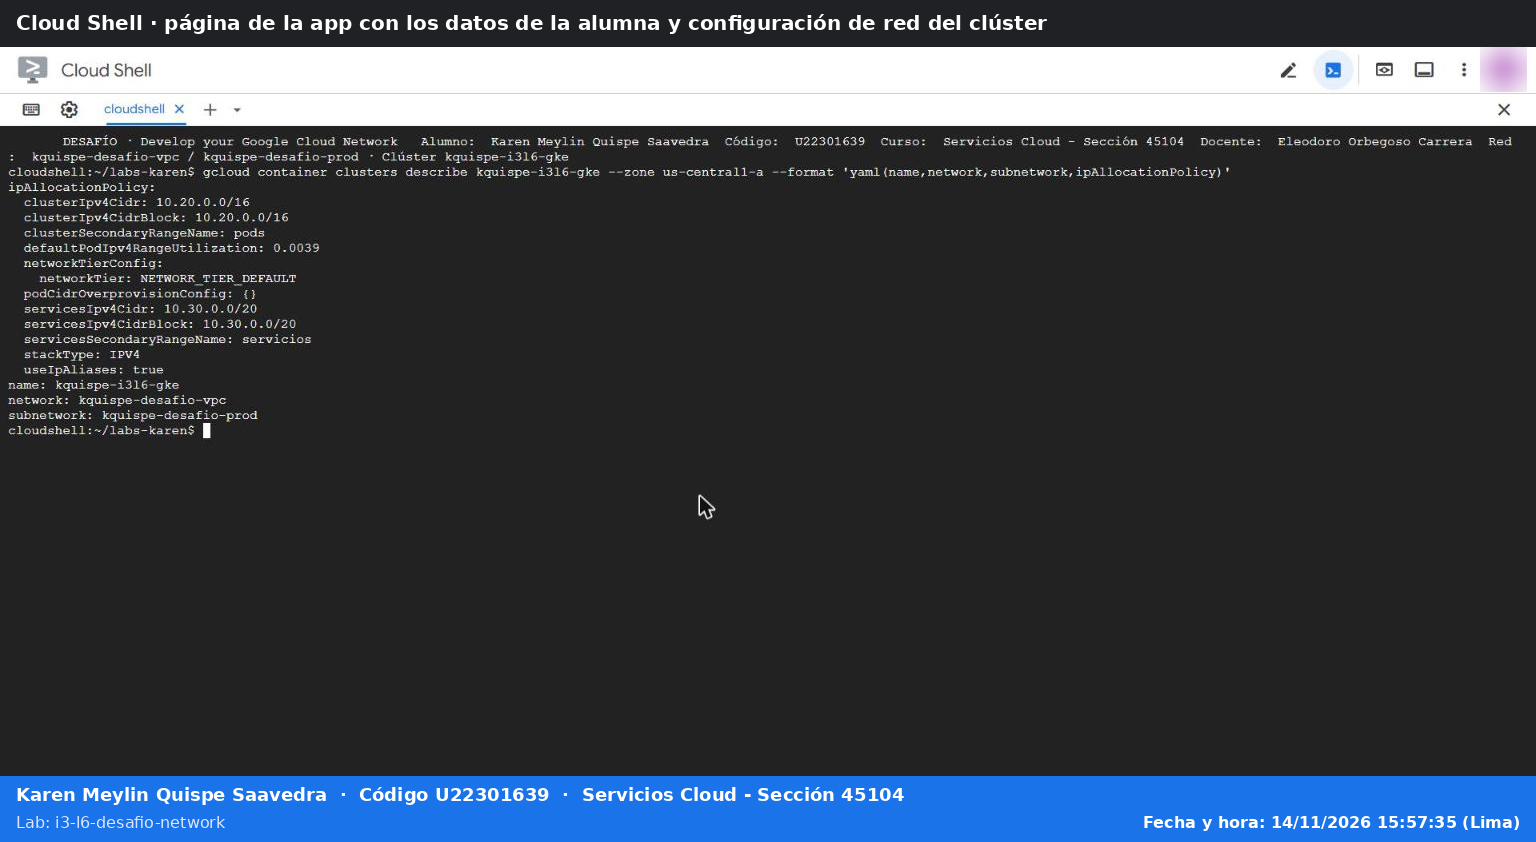 Cloud Shell · página de la app con los datos de la alumna y configuración de red del clúster
Cloud Shell
cloudshell
DESAFÍO · Develop your Google Cloud Network   Alumno:  Karen Meylin Quispe Saavedra  Código:  U22301639  Curso:  Servicios Cloud - Sección 45104  Docente:  Eleodoro Orbegoso Carrera  Red
:  kquispe-desafio-vpc / kquispe-desafio-prod · Clúster kquispe-i3l6-gke
cloudshell:~/labs-karen$ gcloud container clusters describe kquispe-i3l6-gke --zone us-central1-a --format 'yaml(name,network,subnetwork,ipAllocationPolicy)'
ipAllocationPolicy:
  clusterIpv4Cidr: 10.20.0.0/16
  clusterIpv4CidrBlock: 10.20.0.0/16
  clusterSecondaryRangeName: pods
  defaultPodIpv4RangeUtilization: 0.0039
  networkTierConfig:
    networkTier: NETWORK_TIER_DEFAULT
  podCidrOverprovisionConfig: {}
  servicesIpv4Cidr: 10.30.0.0/20
  servicesIpv4CidrBlock: 10.30.0.0/20
  servicesSecondaryRangeName: servicios
  stackType: IPV4
  useIpAliases: true
name: kquispe-i3l6-gke
network: kquispe-desafio-vpc
subnetwork: kquispe-desafio-prod
cloudshell:~/labs-karen$
Karen Meylin Quispe Saavedra  ·  Código U22301639  ·  Servicios Cloud - Sección 45104
Lab: i3-l6-desafio-network
Fecha y hora: 14/11/2026 15:57:35 (Lima)